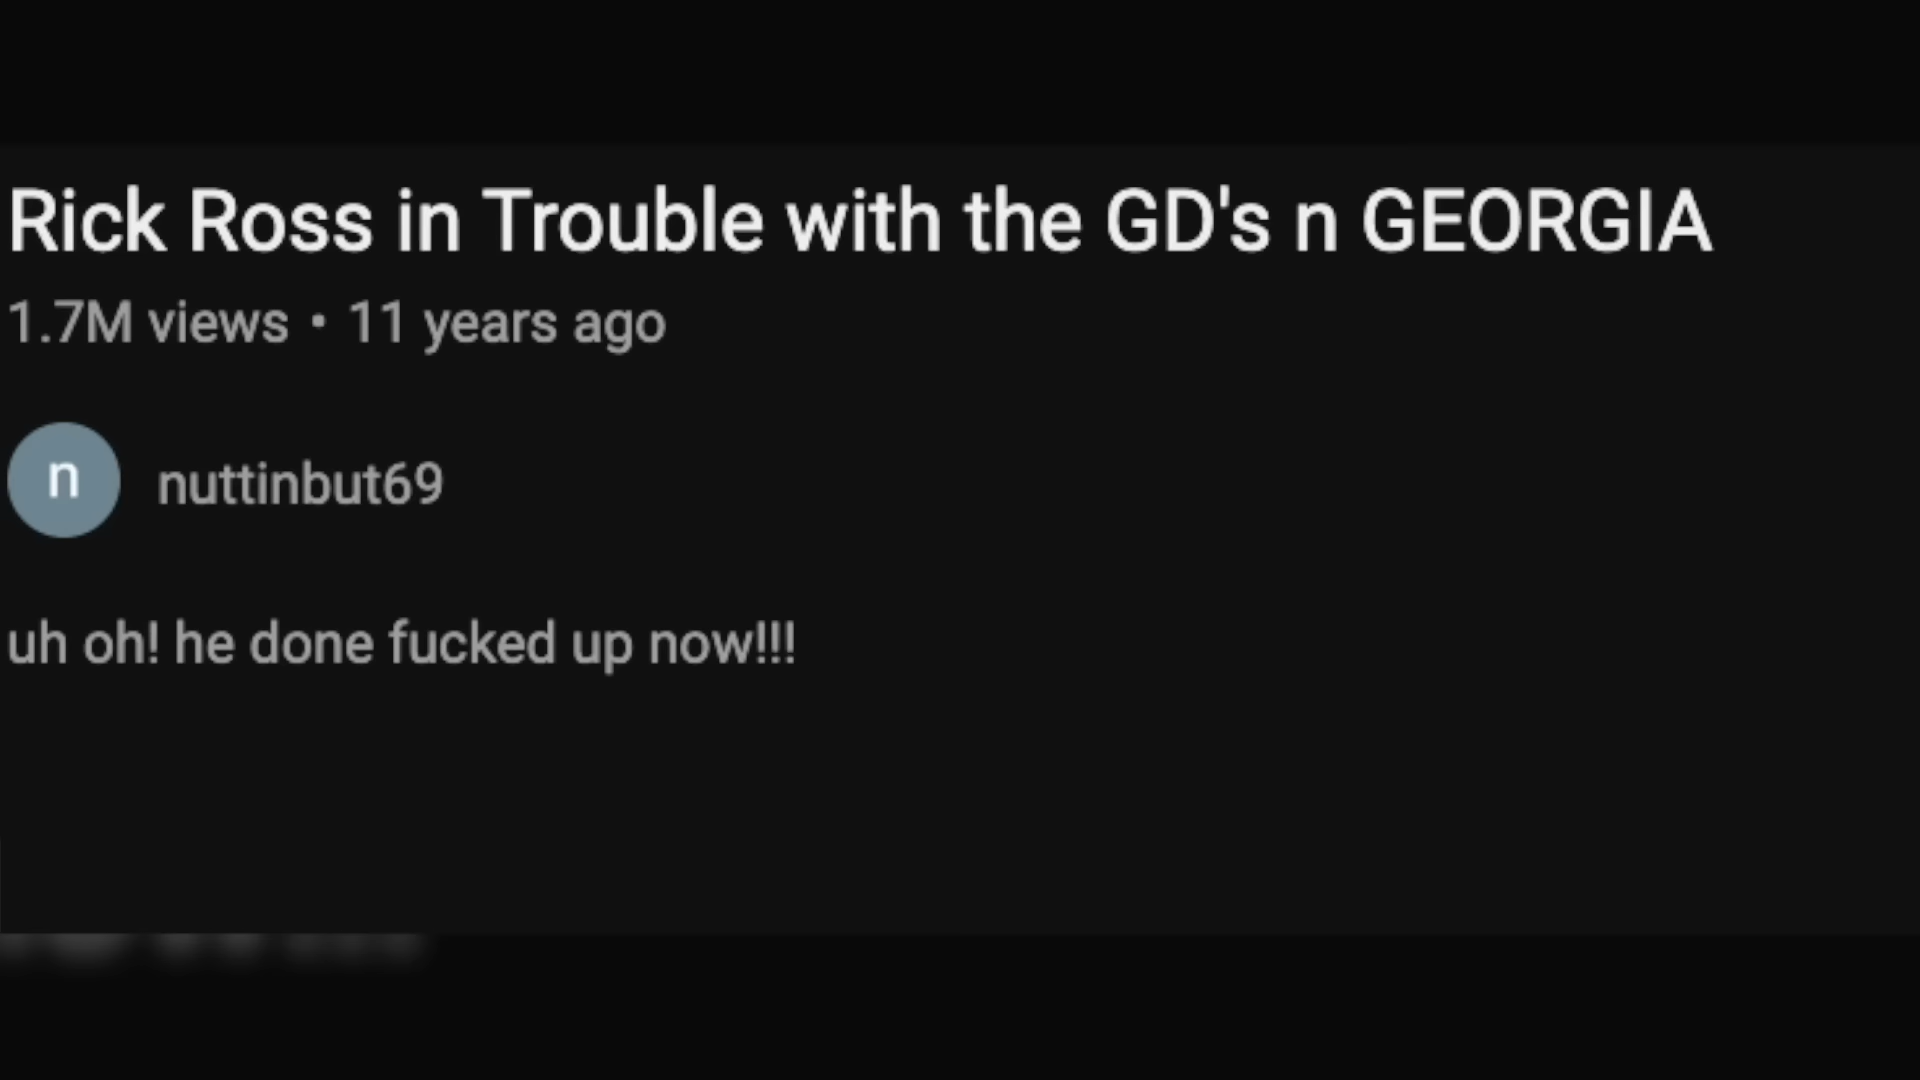 Rick Ross in Trouble with the GD's n GEORGIA
1.7M views • 11 years ago
n
nuttinbut69
uh oh! he done fucked up now!!!